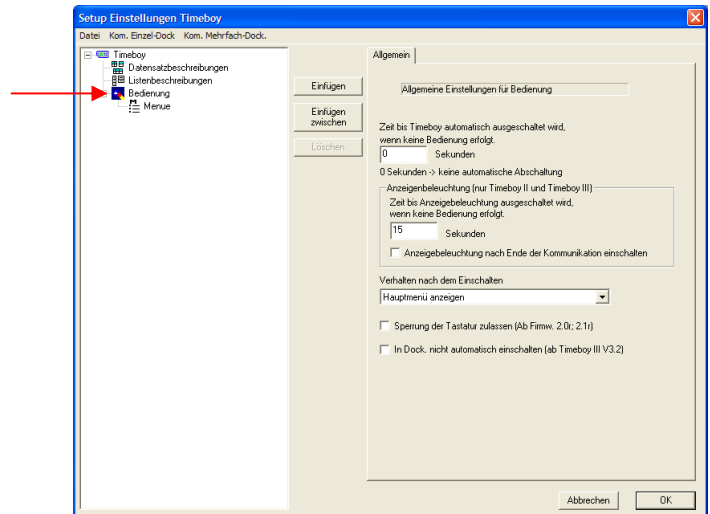 Setup Einstellungen Timeboy
Datei Kom. Einzel-Dock Kom. Mehrfach-Dock.
Timeboy
Datensatzbeschreibungen
Listenbeschreibungen
Bedienung
Menue
Einfügen
Einfügen
zwischen
Löschen
Allgemein
Allgemeine Einstellungen für Bedienung
Zeit bis Timeboy automatisch ausgeschaltet wird,
wenn keine Bedienung erfolgt.
0 Sekunden
0 Sekunden -> keine automatische Abschaltung
Anzeigenbeleuchtung (nur Timeboy II und Timeboy III)
Zeit bis Anzeigebeleuchtung ausgeschaltet wird,
wenn keine Bedienung erfolgt.
15 Sekunden
Anzeigebeleuchtung nach Ende der Kommunikation einschalten
Verhalten nach dem Einschalten
Hauptmenü anzeigen
Sperrung der Tastatur zulassen (Ab Firmw. 2.0r; 2.1r)
In Dock. nicht automatisch einschalten (ab Timeboy III V3.2)
Abbrechen
OK